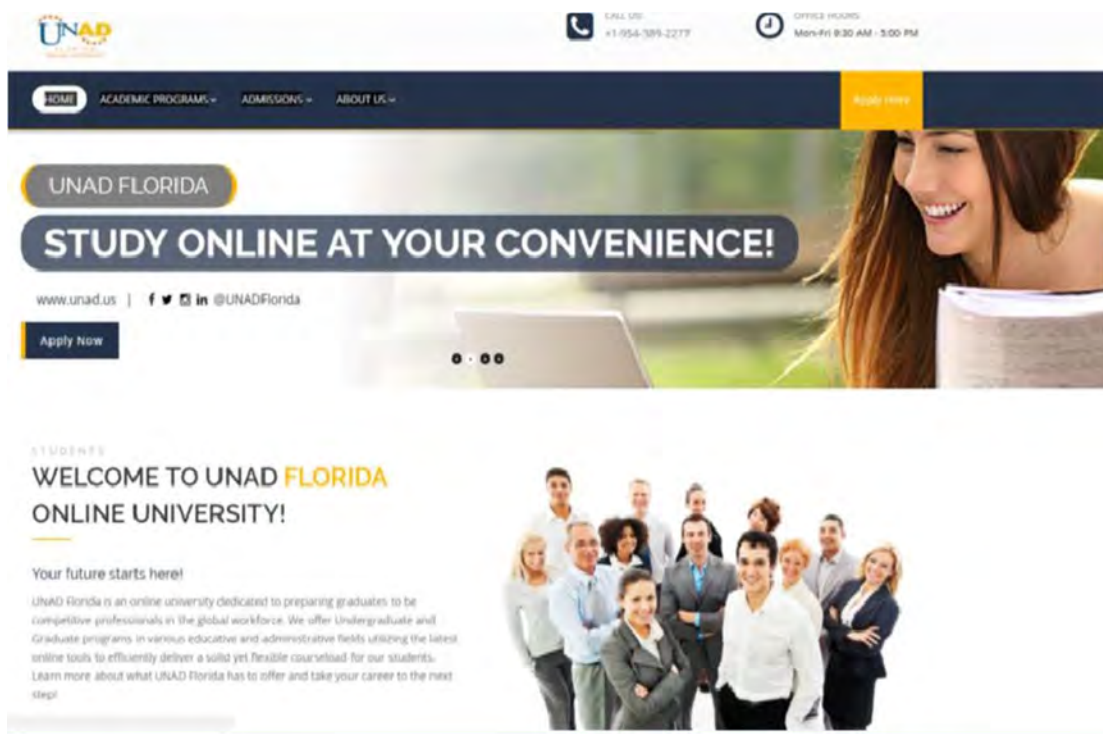 UNAD
CALL US
+1-954-389-2277
OFFICE HOURS
Mon-Fri 9:30 AM - 5:00 PM
HOME
ACADEMIC PROGRAMS
ADMISSIONS
ABOUT US
Apply Here
UNAD FLORIDA
STUDY ONLINE AT YOUR CONVENIENCE!
www.unad.us | @UNADFlorida
Apply Now
STUDENTS
WELCOME TO UNAD FLORIDA
ONLINE UNIVERSITY!
Your future starts here!
UNAD Florida is an online university dedicated to preparing graduates to be
competitive professionals in the global workforce. We offer Undergraduate and
Graduate programs in various educative and administrative fields utilizing the latest
online tools to efficiently deliver a solid yet flexible courseload for our students.
Learn more about what UNAD Florida has to offer and take your career to the next
step!